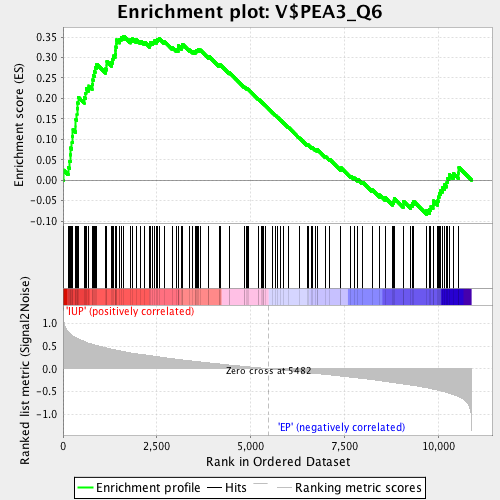 Enrichment plot: V$PEA3_Q6
Enrichment score (ES)
0.35
0.30
0.25
0.20
0.15
0.10
0.05
0.00
-0.05
-0.10
Ranked list metric (Signal2Noise)
1.0
0.5
0.0
-0.5
-1.0
'IUP' (positively correlated)
Zero cross at 5482
'EP' (negatively correlated)
0
2,500
5,000
7,500
10,000
Rank in Ordered Dataset
Enrichment profile
Hits
Ranking metric scores